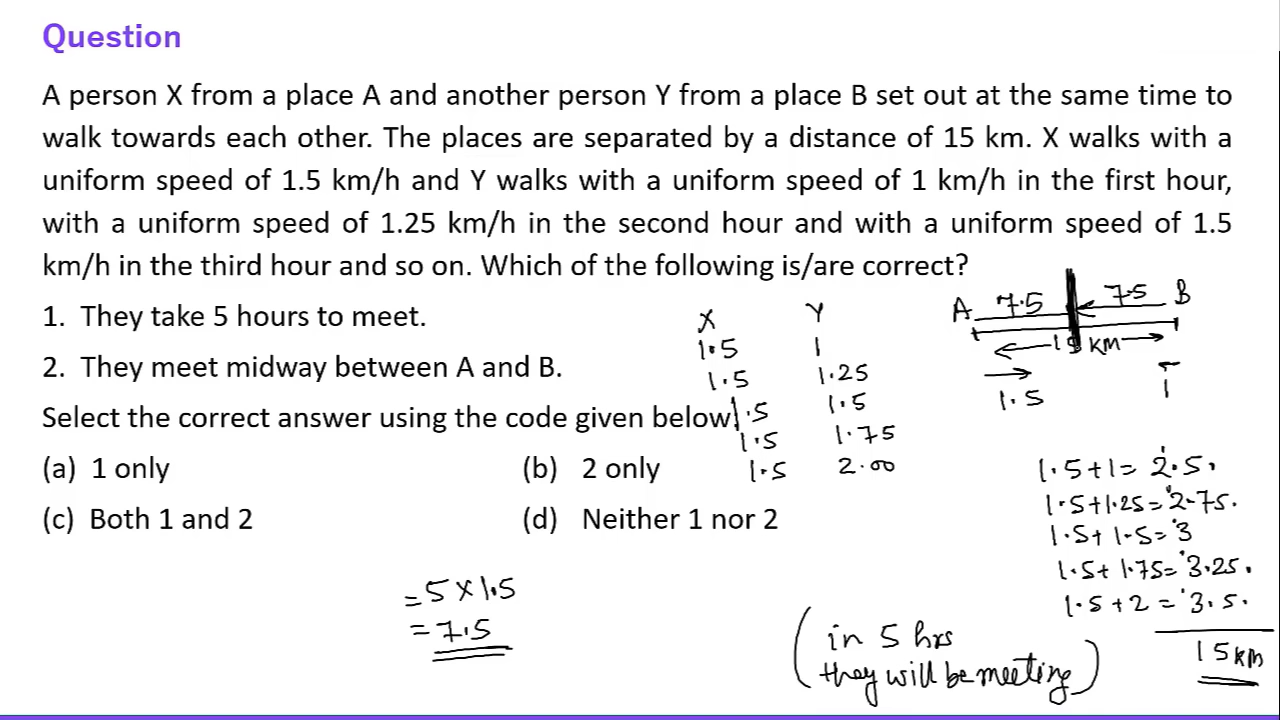 Question
A person X from a place A and another person Y from a place B set out at the same time to
walk towards each other. The places are separated by a distance of 15 km. X walks with a
uniform speed of 1.5 km/h and Y walks with a uniform speed of 1 km/h in the first hour,
with a uniform speed of 1.25 km/h in the second hour and with a uniform speed of 1.5
km/h in the third hour and so on. Which of the following is/are correct?
1. They take 5 hours to meet.
2. They meet midway between A and B.
Select the correct answer using the code given below
(a) 1 only
(b) 2 only
(c) Both 1 and 2
(d) Neither 1 nor 2
X Y
1.5 1
1.5 1.25
1.5 1.5
1.5 1.75
1.5 2.00
A 7.5 7.5 B
15 KM
1.5 1
1.5+1= 2.5
1.5+1.25=2.75
1.5+1.5=3
1.5+1.75=3.25
1.5+2=3.5
15 KM
=5×1.5
=7.5
(in 5 hrs
they will be meeting)